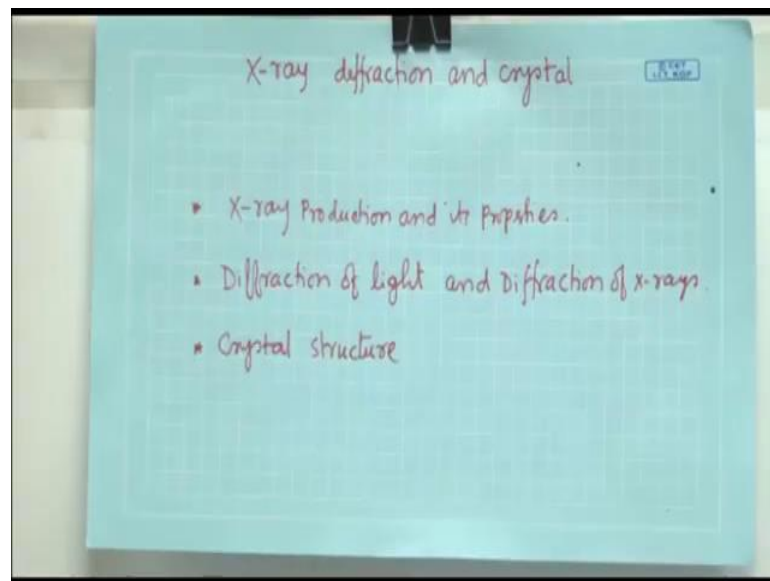 X-ray diffraction and crystal
• X-ray Production and its Properties.
• Diffraction of light and Diffraction of x-rays.
• Crystal structure